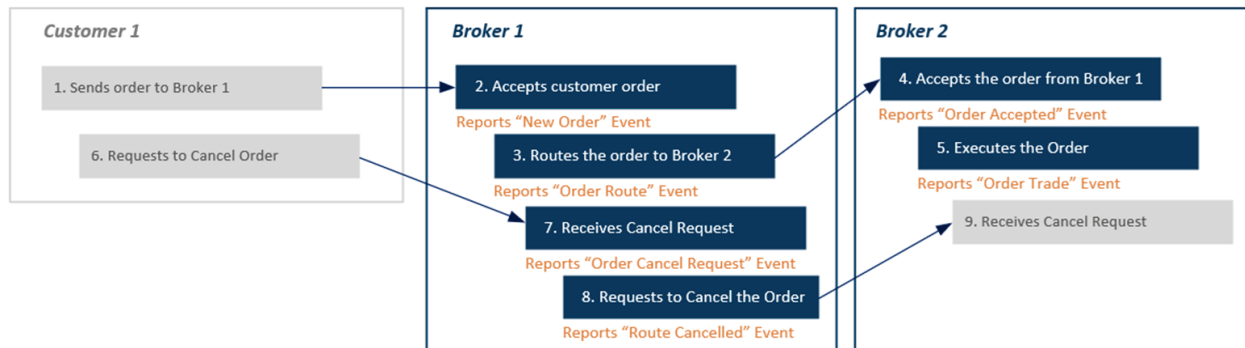 Customer 1
1. Sends order to Broker 1
6. Requests to Cancel Order
Broker 1
2. Accepts customer order
Reports “New Order” Event
3. Routes the order to Broker 2
Reports “Order Route” Event
7. Receives Cancel Request
Reports “Order Cancel Request” Event
8. Requests to Cancel the Order
Reports “Route Cancelled” Event
Broker 2
4. Accepts the order from Broker 1
Reports “Order Accepted” Event
5. Executes the Order
Reports “Order Trade” Event
9. Receives Cancel Request